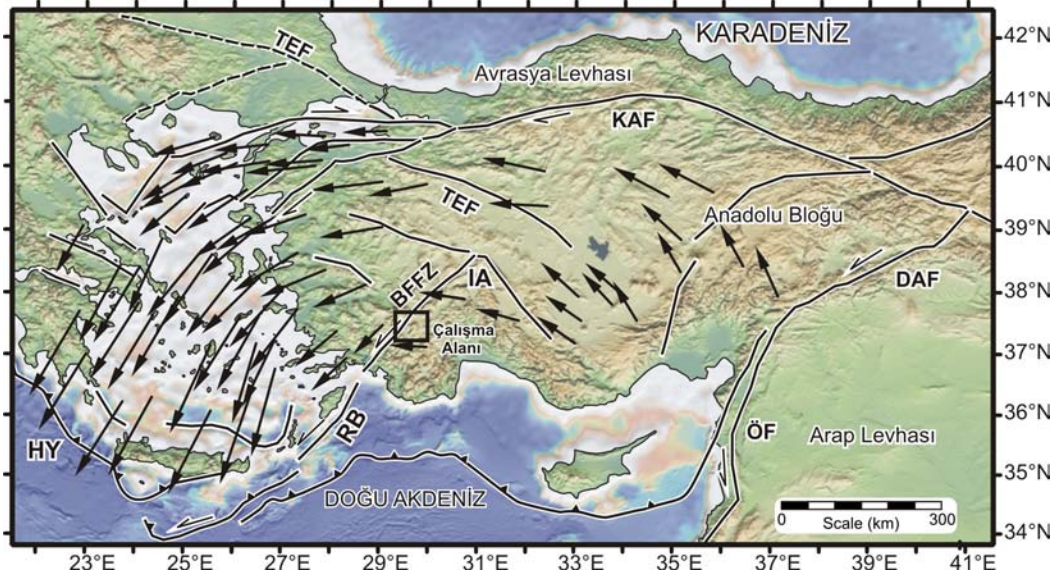 KARADENİZ
TEF
Avrasya Levhası
KAF
TEF
Anadolu Bloğu
BFFZ
IA
DAF
Çalışma
Alanı
RB
HY
ÖF
Arap Levhası
DOĞU AKDENİZ
0 300
Scale (km)
42°N
41°N
40°N
39°N
38°N
37°N
36°N
35°N
34°N
23°E 25°E 27°E 29°E 31°E 33°E 35°E 37°E 39°E 41°E